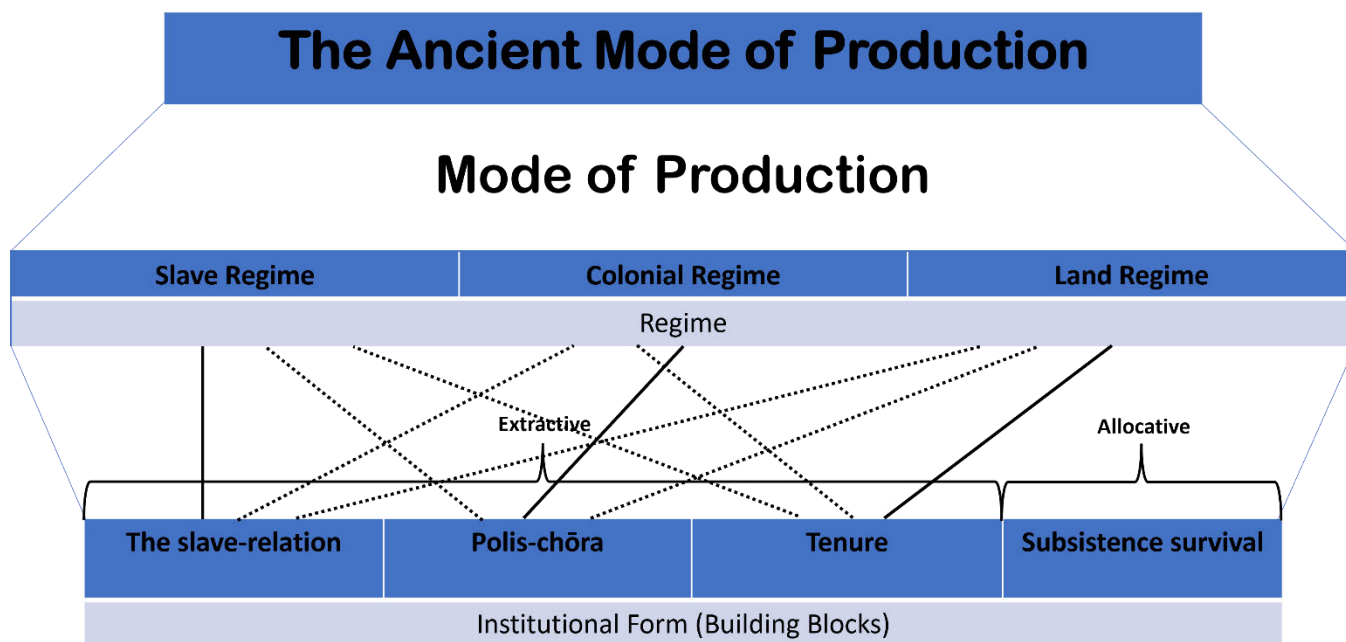 The Ancient Mode of Production
Mode of Production
Slave Regime
Colonial Regime
Land Regime
Regime
Extractive
Allocative
The slave-relation
Polis-chōra
Tenure
Subsistence survival
Institutional Form (Building Blocks)